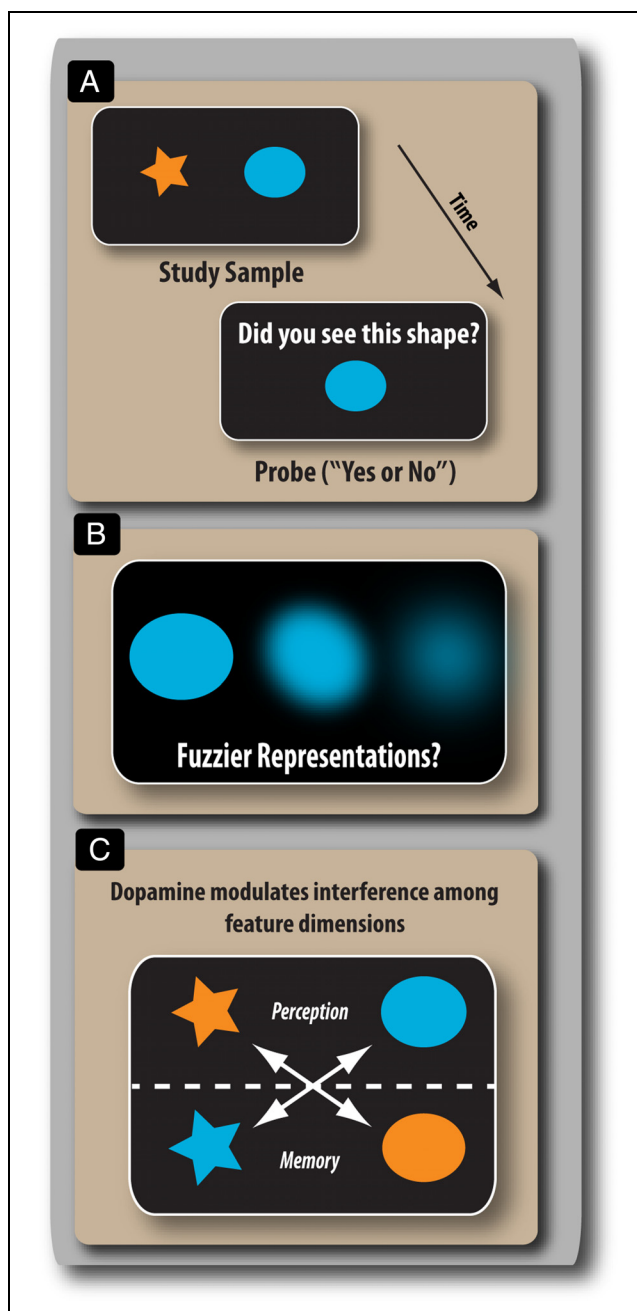 A
Time
Study Sample
Did you see this shape?
Probe ("Yes or No")
B
Fuzzier Representations?
C
Dopamine modulates interference among
feature dimensions
Perception
Memory